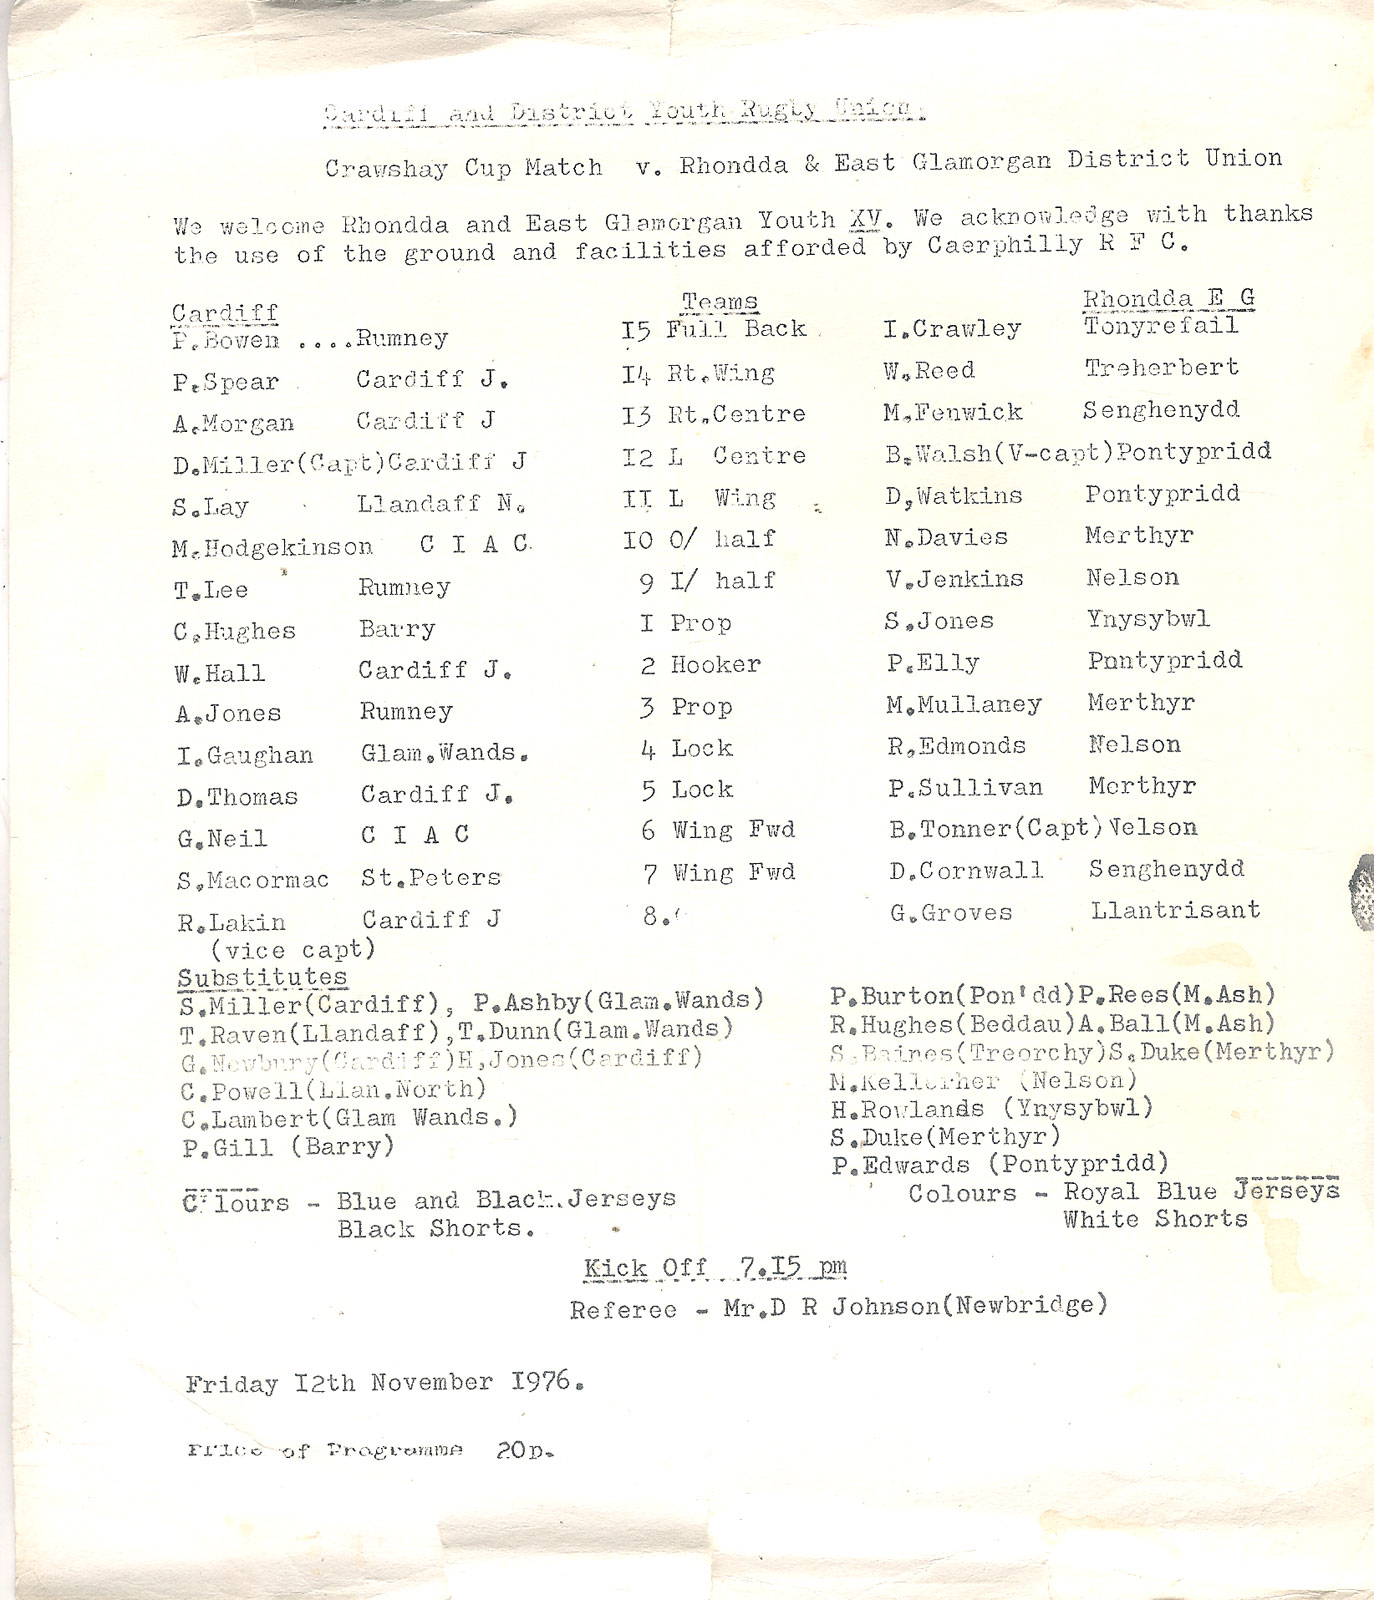 Cardiff and District Youth Rugby Union.
Crawshay Cup Match v. Rhondda & East Glamorgan District Union
We welcome Rhondda and East Glamorgan Youth XV. We acknowledge with thanks
the use of the ground and facilities afforded by Caerphilly R F C.
Cardiff Teams Rhondda E G
P.Bowen ....Rumney 15 Full Back I.Crawley Tonyrefail
P.Spear Cardiff J. 14 Rt.Wing W.Reed Treherbert
A.Morgan Cardiff J 13 Rt.Centre M.Fenwick Senghenydd
D.Miller(Capt)Cardiff J 12 L Centre B.Walsh(V-capt)Pontypridd
S.Lay Llandaff N. 11 L Wing D,Watkins Pontypridd
M.Hodgekinson C I A C. 10 O/ half N.Davies Merthyr
T.Lee Rumney 9 I/ half V.Jenkins Nelson
C.Hughes Barry 1 Prop S.Jones Ynysybwl
W.Hall Cardiff J. 2 Hooker P.Elly Pontypridd
A.Jones Rumney 3 Prop M.Mullaney Merthyr
I.Gaughan Glam.Wands. 4 Lock R.Edmonds Nelson
D.Thomas Cardiff J. 5 Lock P.Sullivan Merthyr
G.Neil C I A C 6 Wing Fwd B.Tonner(Capt)Nelson
S.Macormac St.Peters 7 Wing Fwd D.Cornwall Senghenydd
R.Lakin Cardiff J 8. G.Groves Llantrisant
(vice capt)
Substitutes
S.Miller(Cardiff), P.Ashby(Glam.Wands) P.Burton(Pon'dd)P.Rees(M.Ash)
T.Raven(Llandaff),T.Dunn(Glam.Wands) R.Hughes(Beddau)A.Ball(M.Ash)
G.Newbury(Cardiff)H,Jones(Cardiff) S.Baines(Treorchy)S.Duke(Merthyr)
C.Powell(Llan.North) M.Kellerher (Nelson)
C.Lambert(Glam Wands.) H.Rowlands (Ynysybwl)
P.Gill (Barry) S.Duke(Merthyr)
P.Edwards (Pontypridd)
Colours - Blue and Black.Jerseys Colours - Royal Blue Jerseys
Black Shorts. White Shorts
Kick Off 7.15 pm
Referee - Mr.D R Johnson(Newbridge)
Friday 12th November 1976.
Price of Programme 20p.